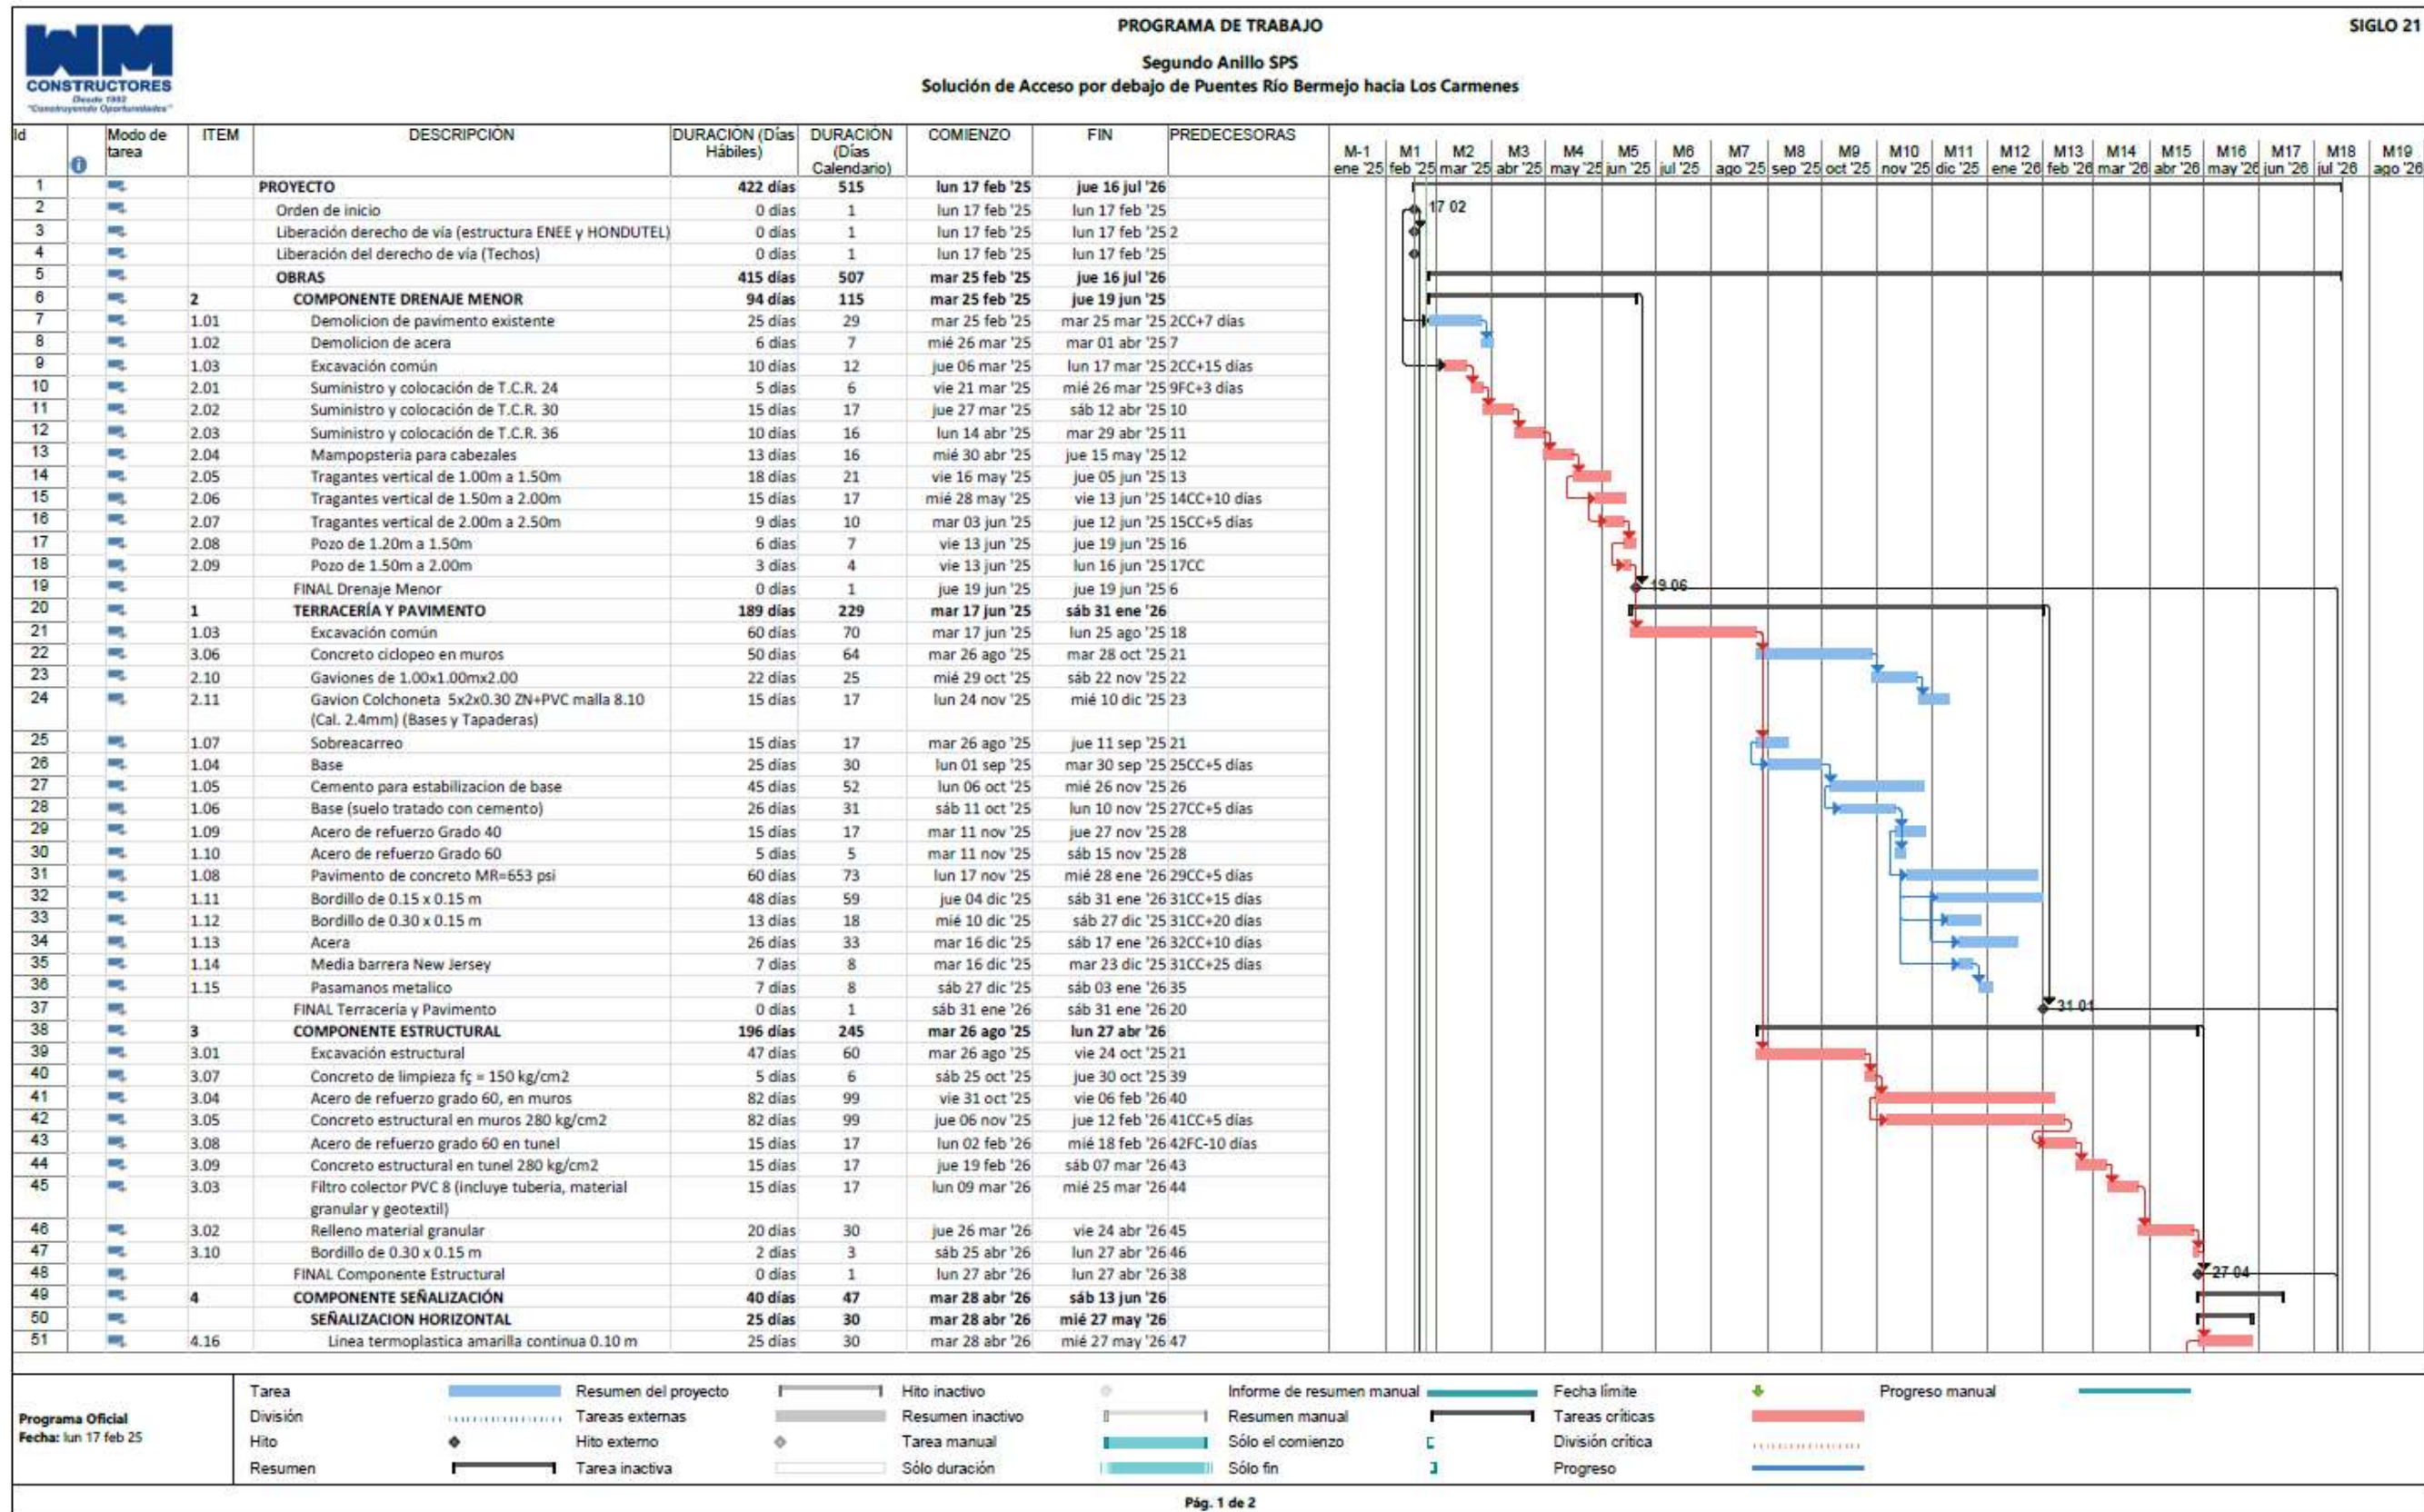 WM
CONSTRUCTORES
Desde 1992
"Construyendo Oportunidades"
PROGRAMA DE TRABAJO
SIGLO 21
Segundo Anillo SPS
Solución de Acceso por debajo de Puentes Río Bermejo hacia Los Carmenes
Id Modo de tarea ITEM DESCRIPCIÓN DURACIÓN (Días Hábiles) DURACIÓN (Días Calendario) COMIENZO FIN PREDECESORAS
M-1 M1 M2 M3 M4 M5 M6 M7 M8 M9 M10 M11 M12 M13 M14 M15 M16 M17 M18 M19
ene '25 feb '25 mar '25 abr '25 may '25 jun '25 jul '25 ago '25 sep '25 oct '25 nov '25 dic '25 ene '26 feb '26 mar '26 abr '26 may '26 jun '26 jul '26 ago '26
1 PROYECTO 422 días 515 lun 17 feb '25 jue 16 jul '26
2 Orden de inicio 0 días 1 lun 17 feb '25 lun 17 feb '25 17 02
3 Liberación derecho de vía (estructura ENEE y HONDUTEL) 0 días 1 lun 17 feb '25 lun 17 feb '25 2
4 Liberación del derecho de vía (Techos) 0 días 1 lun 17 feb '25 lun 17 feb '25
5 OBRAS 415 días 507 mar 25 feb '25 jue 16 jul '26
6 2 COMPONENTE DRENAJE MENOR 94 días 115 mar 25 feb '25 jue 19 jun '25
7 1.01 Demolicion de pavimento existente 25 días 29 mar 25 feb '25 mar 25 mar '25 2CC+7 días
8 1.02 Demolicion de acera 6 días 7 mié 26 mar '25 mar 01 abr '25 7
9 1.03 Excavación común 10 días 12 jue 06 mar '25 lun 17 mar '25 2CC+15 días
10 2.01 Suministro y colocación de T.C.R. 24 5 días 6 vie 21 mar '25 mié 26 mar '25 9FC+3 días
11 2.02 Suministro y colocación de T.C.R. 30 15 días 17 jue 27 mar '25 sáb 12 abr '25 10
12 2.03 Suministro y colocación de T.C.R. 36 10 días 16 lun 14 abr '25 mar 29 abr '25 11
13 2.04 Mampopsteria para cabezales 13 días 16 mié 30 abr '25 jue 15 may '25 12
14 2.05 Tragantes vertical de 1.00m a 1.50m 18 días 21 vie 16 may '25 jue 05 jun '25 13
15 2.06 Tragantes vertical de 1.50m a 2.00m 15 días 17 mié 28 may '25 vie 13 jun '25 14CC+10 días
16 2.07 Tragantes vertical de 2.00m a 2.50m 9 días 10 mar 03 jun '25 jue 12 jun '25 15CC+5 días
17 2.08 Pozo de 1.20m a 1.50m 6 días 7 vie 13 jun '25 jue 19 jun '25 16
18 2.09 Pozo de 1.50m a 2.00m 3 días 4 vie 13 jun '25 lun 16 jun '25 17CC
19 FINAL Drenaje Menor 0 días 1 jue 19 jun '25 jue 19 jun '25 6 19 06
20 1 TERRACERÍA Y PAVIMENTO 189 días 229 mar 17 jun '25 sáb 31 ene '26
21 1.03 Excavación común 60 días 70 mar 17 jun '25 lun 25 ago '25 18
22 3.06 Concreto ciclopeo en muros 50 días 64 mar 26 ago '25 mar 28 oct '25 21
23 2.10 Gaviones de 1.00x1.00mx2.00 22 días 25 mié 29 oct '25 sáb 22 nov '25 22
24 2.11 Gavion Colchoneta 5x2x0.30 ZN+PVC malla 8.10 15 días 17 lun 24 nov '25 mié 10 dic '25 23
(Cal. 2.4mm) (Bases y Tapaderas)
25 1.07 Sobreacarreo 15 días 17 mar 26 ago '25 jue 11 sep '25 21
26 1.04 Base 25 días 30 lun 01 sep '25 mar 30 sep '25 25CC+5 días
27 1.05 Cemento para estabilizacion de base 45 días 52 lun 06 oct '25 mié 26 nov '25 26
28 1.06 Base (suelo tratado con cemento) 26 días 31 sáb 11 oct '25 lun 10 nov '25 27CC+5 días
29 1.09 Acero de refuerzo Grado 40 15 días 17 mar 11 nov '25 jue 27 nov '25 28
30 1.10 Acero de refuerzo Grado 60 5 días 5 mar 11 nov '25 sáb 15 nov '25 28
31 1.08 Pavimento de concreto MR=653 psi 60 días 73 lun 17 nov '25 mié 28 ene '26 29CC+5 días
32 1.11 Bordillo de 0.15 x 0.15 m 48 días 59 jue 04 dic '25 sáb 31 ene '26 31CC+15 días
33 1.12 Bordillo de 0.30 x 0.15 m 13 días 18 mié 10 dic '25 sáb 27 dic '25 31CC+20 días
34 1.13 Acera 26 días 33 mar 16 dic '25 sáb 17 ene '26 32CC+10 días
35 1.14 Media barrera New Jersey 7 días 8 mar 16 dic '25 mar 23 dic '25 31CC+25 días
36 1.15 Pasamanos metalico 7 días 8 sáb 27 dic '25 sáb 03 ene '26 35
37 FINAL Terracería y Pavimento 0 días 1 sáb 31 ene '26 sáb 31 ene '26 20 31 01
38 3 COMPONENTE ESTRUCTURAL 196 días 245 mar 26 ago '25 lun 27 abr '26
39 3.01 Excavación estructural 47 días 60 mar 26 ago '25 vie 24 oct '25 21
40 3.07 Concreto de limpieza fç = 150 kg/cm2 5 días 6 sáb 25 oct '25 jue 30 oct '25 39
41 3.04 Acero de refuerzo grado 60, en muros 82 días 99 vie 31 oct '25 vie 06 feb '26 40
42 3.05 Concreto estructural en muros 280 kg/cm2 82 días 99 jue 06 nov '25 jue 12 feb '26 41CC+5 días
43 3.08 Acero de refuerzo grado 60 en tunel 15 días 17 lun 02 feb '26 mié 18 feb '26 42FC-10 días
44 3.09 Concreto estructural en tunel 280 kg/cm2 15 días 17 jue 19 feb '26 sáb 07 mar '26 43
45 3.03 Filtro colector PVC 8 (incluye tuberia, material 15 días 17 lun 09 mar '26 mié 25 mar '26 44
granular y geotextil)
46 3.02 Relleno material granular 20 días 30 jue 26 mar '26 vie 24 abr '26 45
47 3.10 Bordillo de 0.30 x 0.15 m 2 días 3 sáb 25 abr '26 lun 27 abr '26 46
48 FINAL Componente Estructural 0 días 1 lun 27 abr '26 lun 27 abr '26 38 27 04
49 4 COMPONENTE SEÑALIZACIÓN 40 días 47 mar 28 abr '26 sáb 13 jun '26
50 SEÑALIZACION HORIZONTAL 25 días 30 mar 28 abr '26 mié 27 may '26
51 4.16 Linea termoplastica amarilla continua 0.10 m 25 días 30 mar 28 abr '26 mié 27 may '26 47
Programa Oficial
Fecha: lun 17 feb 25
Tarea Resumen del proyecto Hito inactivo Informe de resumen manual Fecha límite Progreso manual
División Tareas externas Resumen inactivo Resumen manual Tareas críticas
Hito Hito externo Tarea manual Sólo el comienzo División crítica
Resumen Tarea inactiva Sólo duración Sólo fin Progreso
Pág. 1 de 2